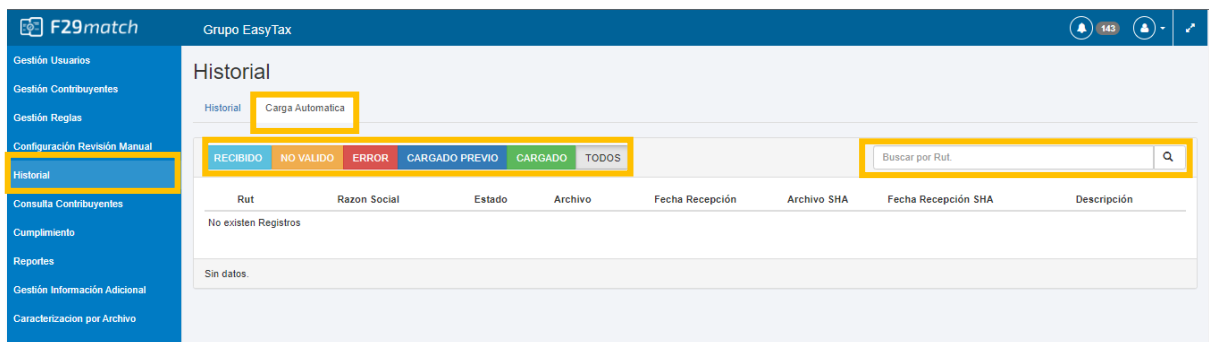 F29match
Grupo EasyTax
143
Gestión Usuarios
Gestión Contribuyentes
Gestión Reglas
Configuración Revisión Manual
Historial
Consulta Contribuyentes
Cumplimiento
Reportes
Gestión Información Adicional
Caracterizacion por Archivo
Historial
Historial Carga Automatica
RECIBIDO NO VALIDO ERROR CARGADO PREVIO CARGADO TODOS
Buscar por Rut.
Rut Razon Social Estado Archivo Fecha Recepción Archivo SHA Fecha Recepción SHA Descripción
No existen Registros
Sin datos.